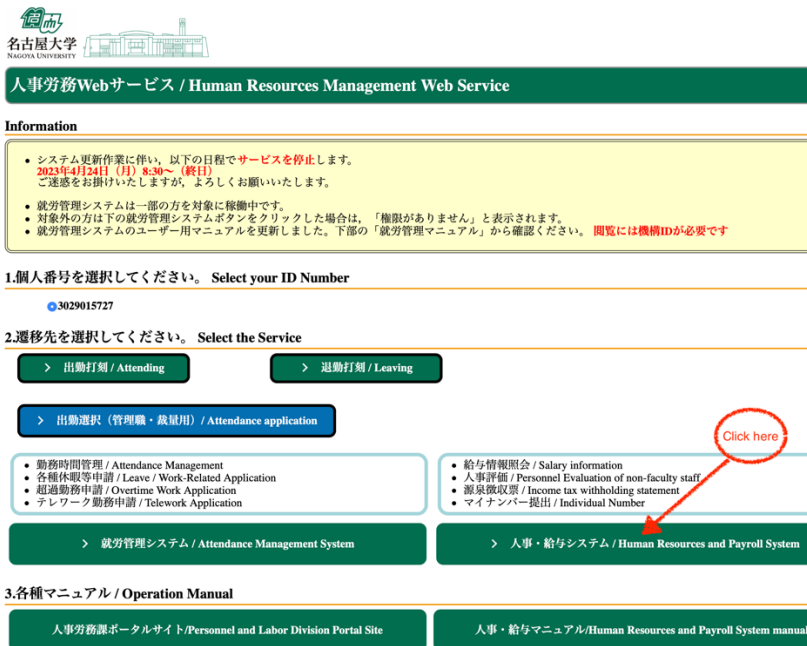 名古屋大学
NAGOYA UNIVERSITY
人事労務Webサービス / Human Resources Management Web Service
Information
• システム更新作業に伴い，以下の日程でサービスを停止します。
2023年4月24日（月）8:30～（終日）
ご迷惑をお掛けいたしますが，よろしくお願いいたします。
• 就労管理システムは一部の方を対象に稼働中です。
• 対象外の方は下の就労管理システムボタンをクリックした場合は，「権限がありません」と表示されます。
• 就労管理システムのユーザー用マニュアルを更新しました。下部の「就労管理マニュアル」から確認ください。 閲覧には機構IDが必要です
1.個人番号を選択してください。 Select your ID Number
3029015727
2.遷移先を選択してください。 Select the Service
> 出勤打刻 / Attending
> 退勤打刻 / Leaving
> 出勤選択（管理職・裁量用）/ Attendance application
Click here
• 勤務時間管理 / Attendance Management
• 各種休暇等申請 / Leave / Work-Related Application
• 超過勤務申請 / Overtime Work Application
• テレワーク勤務申請 / Telework Application
• 給与情報照会 / Salary information
• 人事評価 / Personnel Evaluation of non-faculty staff
• 源泉徴収票 / Income tax withholding statement
• マイナンバー提出 / Individual Number
> 就労管理システム / Attendance Management System
> 人事・給与システム / Human Resources and Payroll System
3.各種マニュアル / Operation Manual
人事労務課ポータルサイト/Personnel and Labor Division Portal Site
人事・給与マニュアル/Human Resources and Payroll System manual